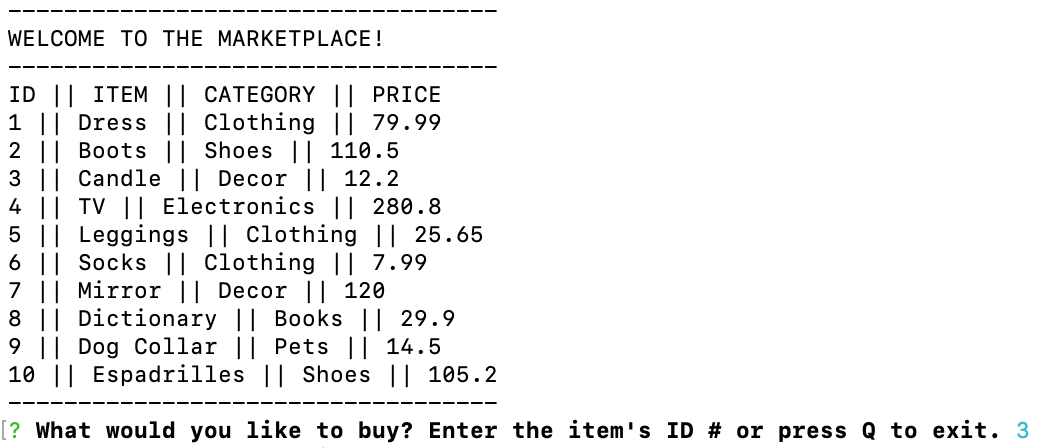 ---------------------------------------
WELCOME TO THE MARKETPLACE!
---------------------------------------
ID || ITEM || CATEGORY || PRICE
1 || Dress || Clothing || 79.99
2 || Boots || Shoes || 110.5
3 || Candle || Decor || 12.2
4 || TV || Electronics || 280.8
5 || Leggings || Clothing || 25.65
6 || Socks || Clothing || 7.99
7 || Mirror || Decor || 120
8 || Dictionary || Books || 29.9
9 || Dog Collar || Pets || 14.5
10 || Espadrilles || Shoes || 105.2
---------------------------------------
[? What would you like to buy? Enter the item's ID # or press Q to exit. 3